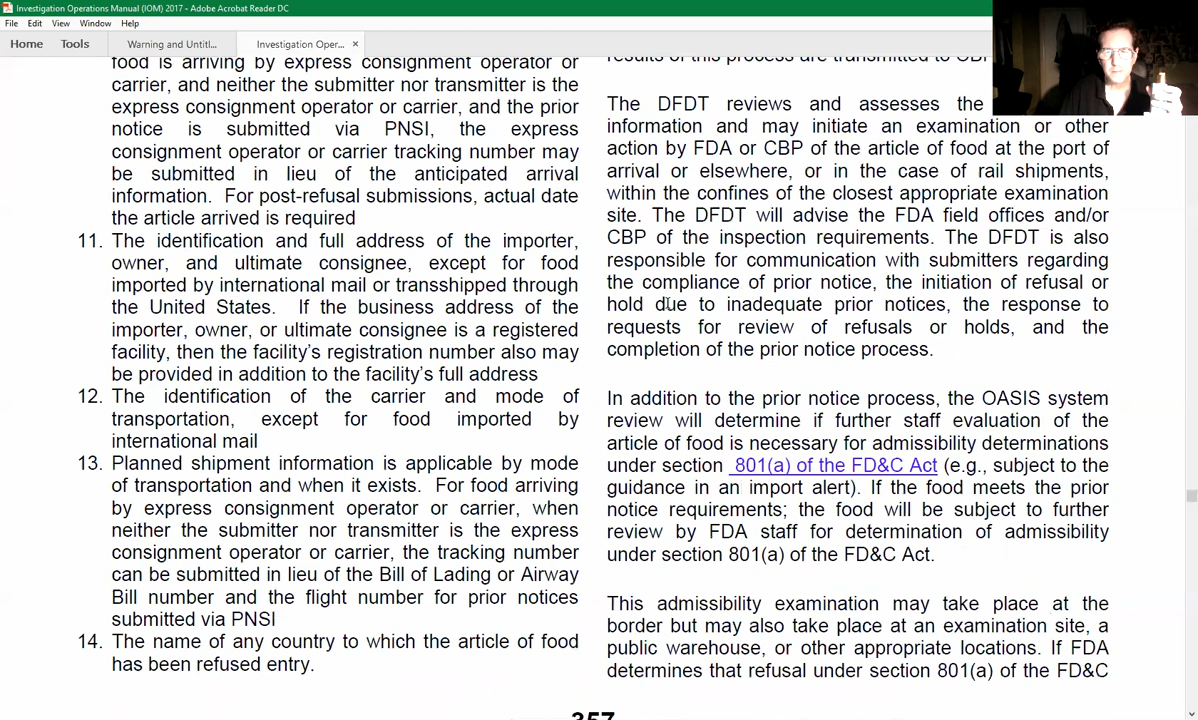 Investigation Operations Manual (IOM) 2017 - Adobe Acrobat Reader DC
File Edit View Window Help
Home Tools Warning and Untitl... Investigation Oper... ×
food is arriving by express consignment operator or
carrier, and neither the submitter nor transmitter is the
express consignment operator or carrier, and the prior
notice is submitted via PNSI, the express
consignment operator or carrier tracking number may
be submitted in lieu of the anticipated arrival
information. For post-refusal submissions, actual date
the article arrived is required
11. The identification and full address of the importer,
owner, and ultimate consignee, except for food
imported by international mail or transshipped through
the United States. If the business address of the
importer, owner, or ultimate consignee is a registered
facility, then the facility's registration number also may
be provided in addition to the facility's full address
12. The identification of the carrier and mode of
transportation, except for food imported by
international mail
13. Planned shipment information is applicable by mode
of transportation and when it exists. For food arriving
by express consignment operator or carrier, when
neither the submitter nor transmitter is the express
consignment operator or carrier, the tracking number
can be submitted in lieu of the Bill of Lading or Airway
Bill number and the flight number for prior notices
submitted via PNSI
14. The name of any country to which the article of food
has been refused entry.
results of this process are transmitted to CBP
The DFDT reviews and assesses the
information and may initiate an examination or other
action by FDA or CBP of the article of food at the port of
arrival or elsewhere, or in the case of rail shipments,
within the confines of the closest appropriate examination
site. The DFDT will advise the FDA field offices and/or
CBP of the inspection requirements. The DFDT is also
responsible for communication with submitters regarding
the compliance of prior notice, the initiation of refusal or
hold due to inadequate prior notices, the response to
requests for review of refusals or holds, and the
completion of the prior notice process.
In addition to the prior notice process, the OASIS system
review will determine if further staff evaluation of the
article of food is necessary for admissibility determinations
under section 801(a) of the FD&C Act (e.g., subject to the
guidance in an import alert). If the food meets the prior
notice requirements; the food will be subject to further
review by FDA staff for determination of admissibility
under section 801(a) of the FD&C Act.
This admissibility examination may take place at the
border but may also take place at an examination site, a
public warehouse, or other appropriate locations. If FDA
determines that refusal under section 801(a) of the FD&C
357